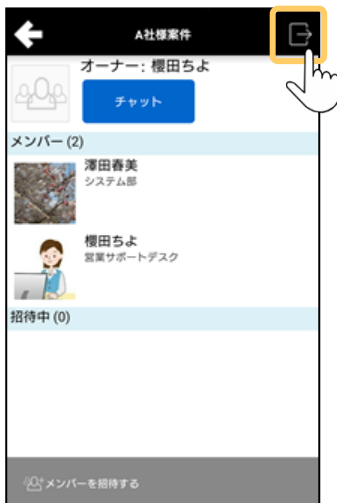 A社様案件
オーナー: 櫻田ちよ
チャット
メンバー (2)
澤田春美
システム部
櫻田ちよ
営業サポートデスク
招待中 (0)
メンバーを招待する